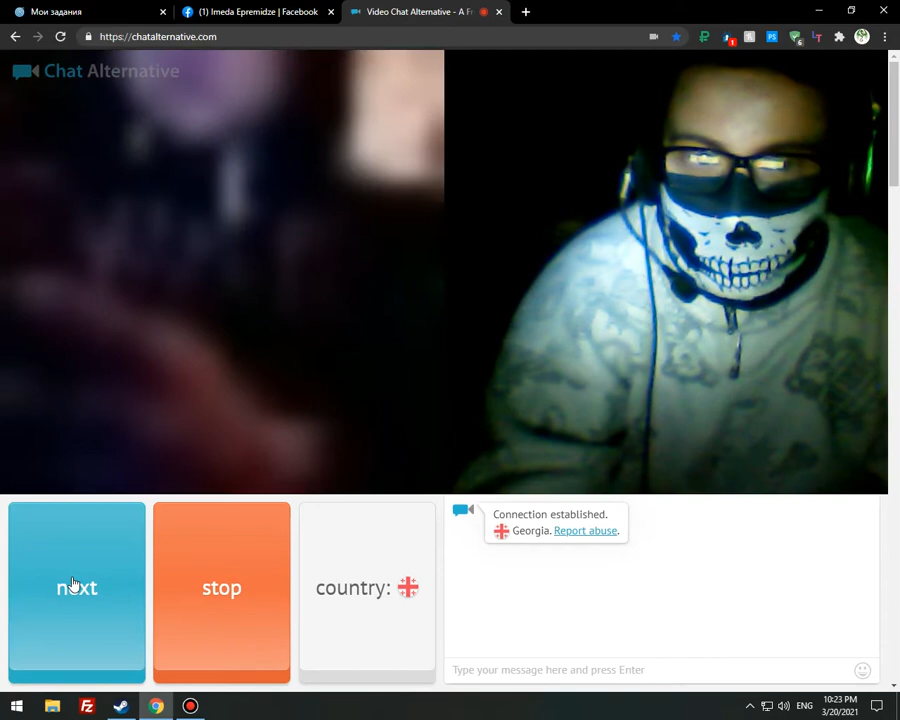 Мои задания
(1) Imeda Epremidze | Facebook
Video Chat Alternative - A F
https://chatalternative.com
Chat Alternative
next
stop
country:
Connection established.
Georgia. Report abuse.
Type your message here and press Enter
ENG
10:23 PM
3/20/2021